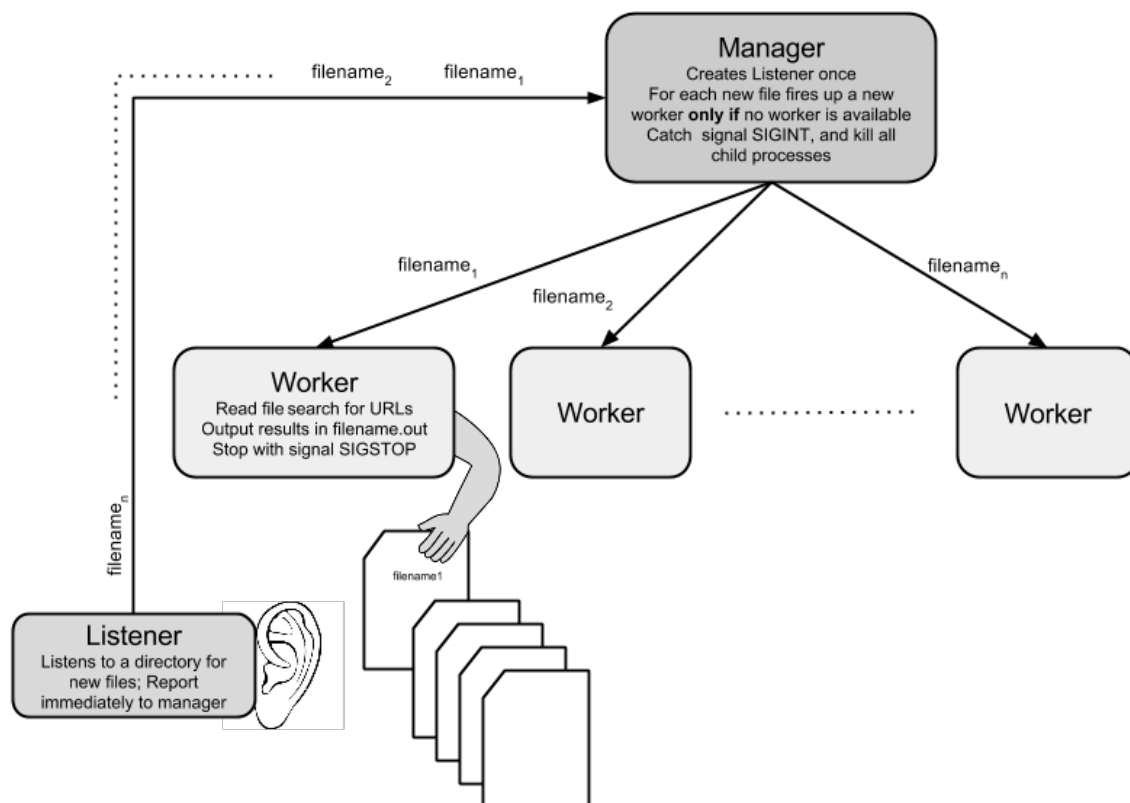 Manager
Creates Listener once
For each new file fires up a new
worker only if no worker is available
Catch signal SIGINT, and kill all
child processes
filename2 filename1
filename1
filename2
filenamen
Worker
Read file search for URLs
Output results in filename.out
Stop with signal SIGSTOP
Worker
Worker
filenamen
filename1
Listener
Listens to a directory for
new files; Report
immediately to manager